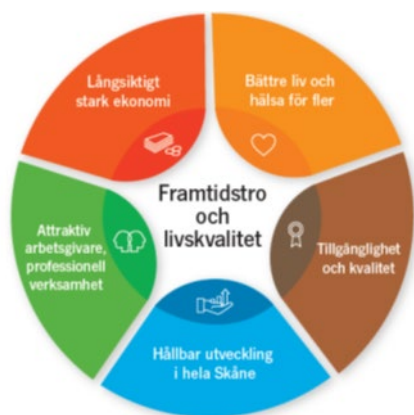 Långsiktigt
stark ekonomi
Bättre liv och
hälsa för fler
Framtidstro
och
livskvalitet
Attraktiv
arbetsgivare,
professionell
verksamhet
Tillgänglighet
och kvalitet
Hållbar utveckling
i hela Skåne